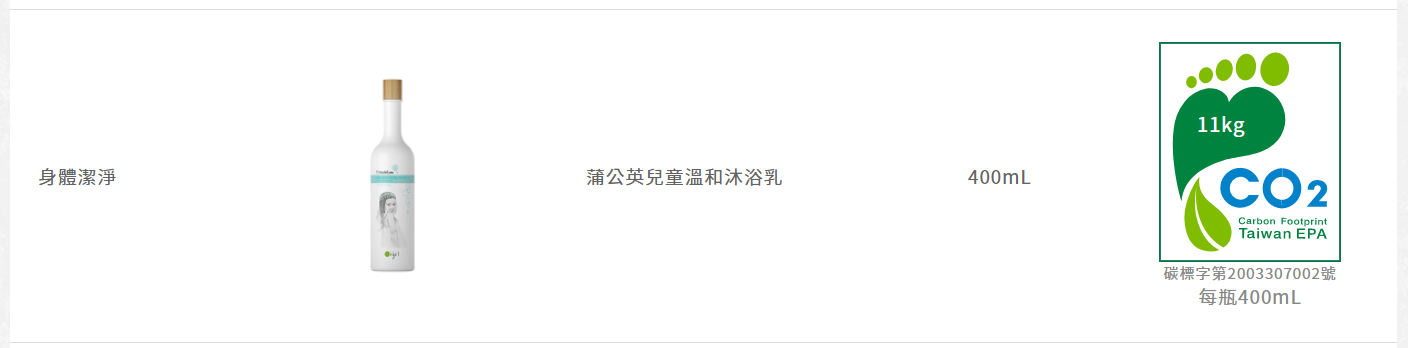 身體潔淨
蒲公英兒童溫和沐浴乳
400mL
11kg
CO2
Carbon Footprint
Taiwan EPA
碳標字第2003307002號
每瓶400mL